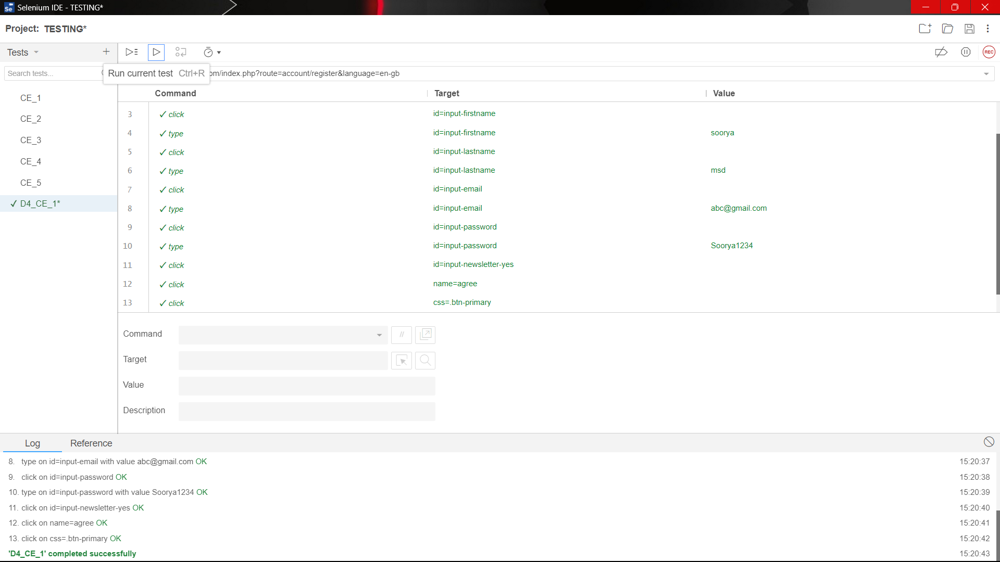 Selenium IDE - TESTING*
Project: TESTING*
Tests
REC
Search tests...
Run current test Ctrl+R
om/index.php?route=account/register&language=en-gb
Command Target Value
CE_1
CE_2
CE_3
CE_4
CE_5
✓ D4_CE_1*
3 ✓ click id=input-firstname
4 ✓ type id=input-firstname soorya
5 ✓ click id=input-lastname
6 ✓ type id=input-lastname msd
7 ✓ click id=input-email
8 ✓ type id=input-email abc@gmail.com
9 ✓ click id=input-password
10 ✓ type id=input-password Soorya1234
11 ✓ click id=input-newsletter-yes
12 ✓ click name=agree
13 ✓ click css=.btn-primary
Command //
Target
Value
Description
Log Reference
8. type on id=input-email with value abc@gmail.com OK 15:20:37
9. click on id=input-password OK 15:20:38
10. type on id=input-password with value Soorya1234 OK 15:20:39
11. click on id=input-newsletter-yes OK 15:20:40
12. click on name=agree OK 15:20:41
13. click on css=.btn-primary OK 15:20:42
'D4_CE_1' completed successfully 15:20:43